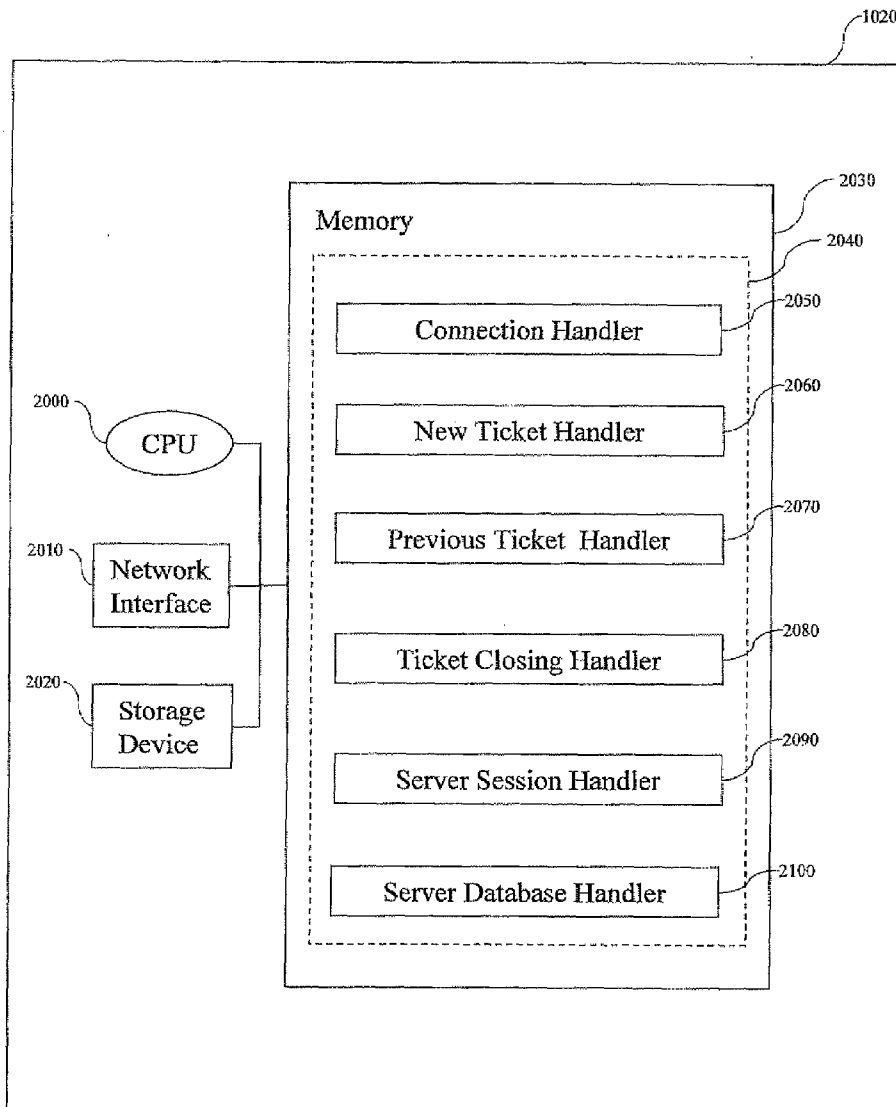 1020
2030
Memory
2040
2050
Connection Handler
2060
New Ticket Handler
2000
CPU
2070
Previous Ticket Handler
2010
Network
Interface
2080
Ticket Closing Handler
2020
Storage
Device
2090
Server Session Handler
2100
Server Database Handler